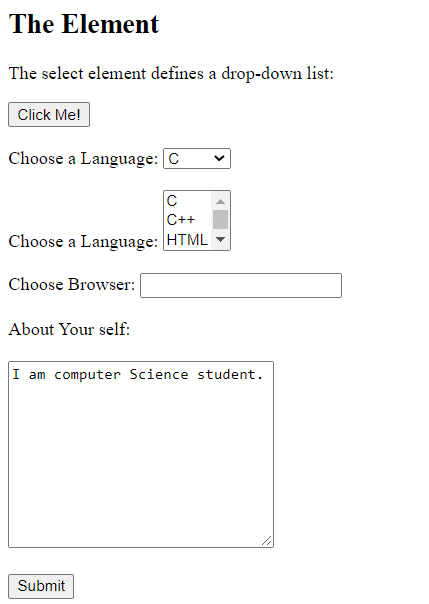 The Element
The select element defines a drop-down list:
Click Me!
Choose a Language: C
C
C++
Choose a Language: HTML
Choose Browser:
About Your self:
I am computer Science student.
Submit